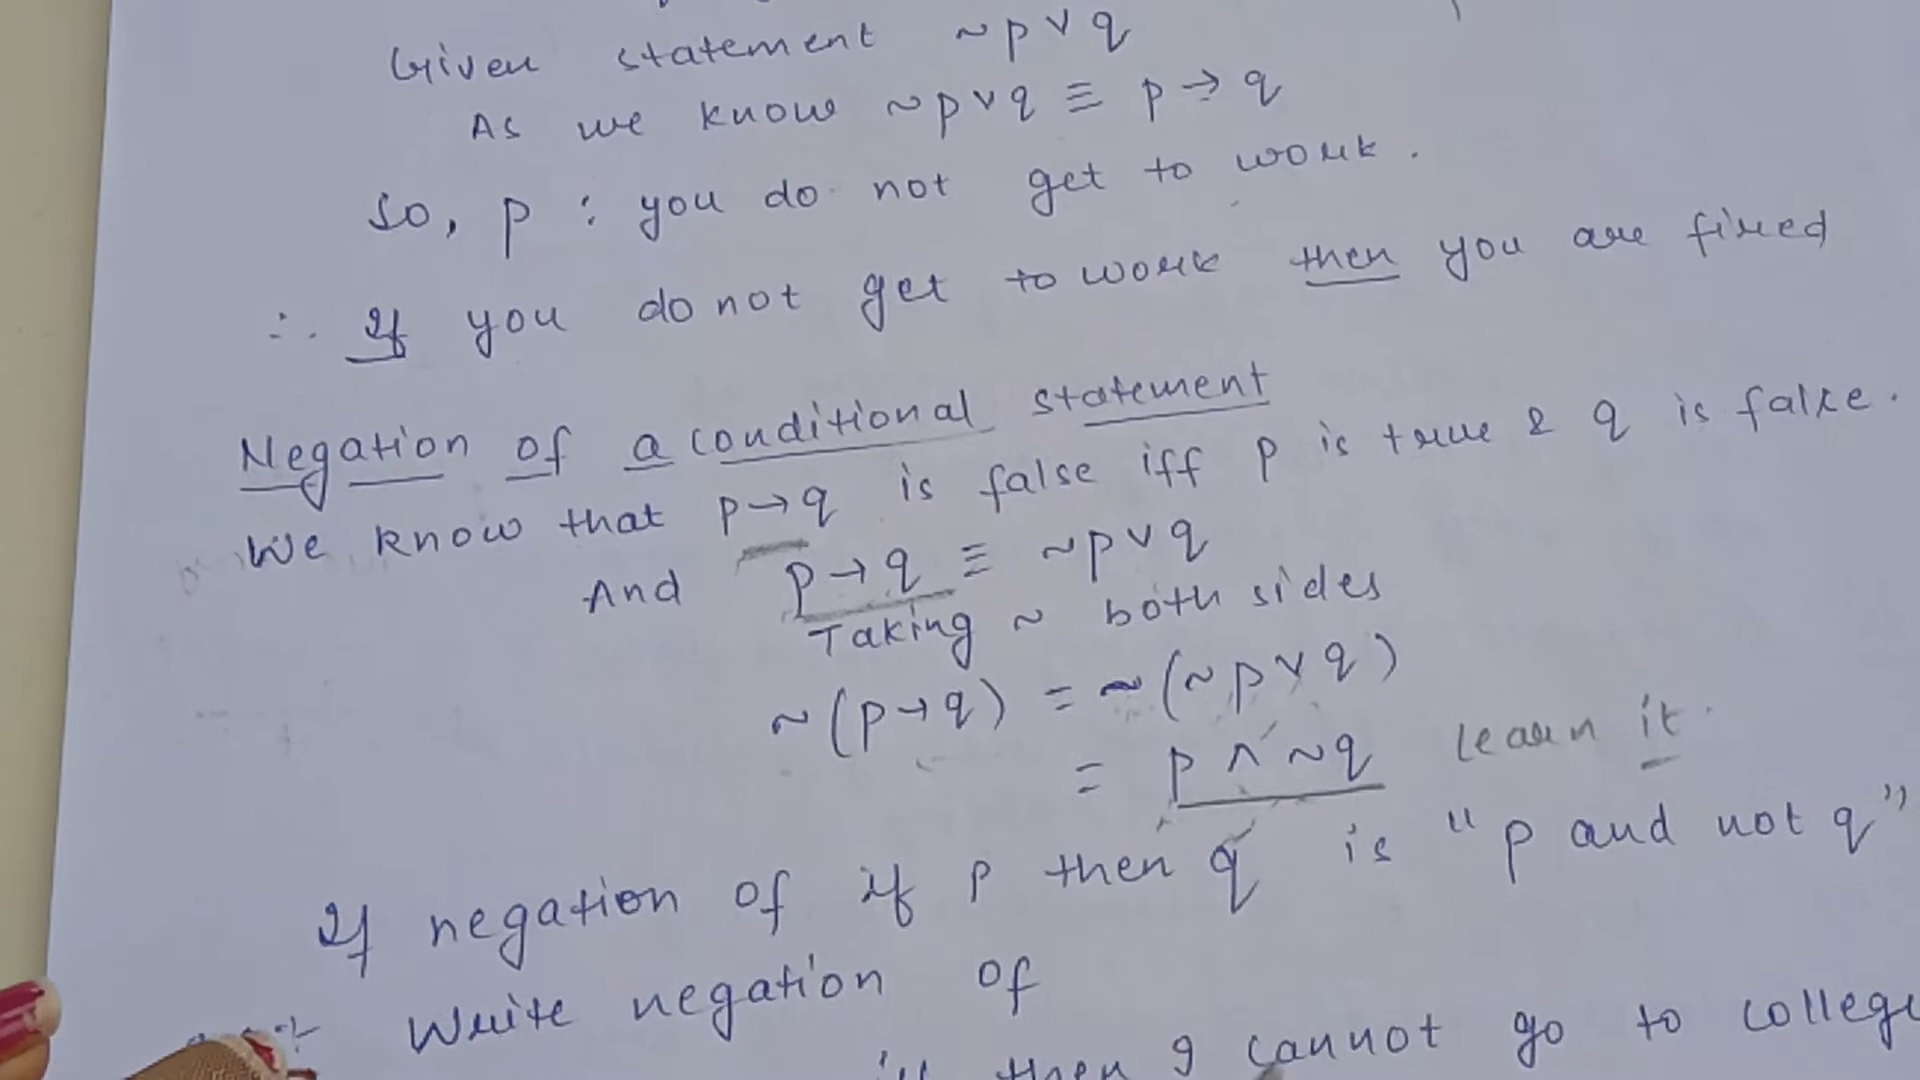 Given statement ~p∨q
As we know ~p∨q ≡ p→q
So, p : you do not get to work.
∴ If you do not get to work then you are fired
Negation of a conditional statement
We know that p→q is false iff p is true & q is false.
And p→q ≡ ~p∨q
Taking ~ both sides
~(p→q) = ~(~p∨q)
= p∧~q learn it.
If negation of if p then q is "p and not q"
Write negation of
then I cannot go to college